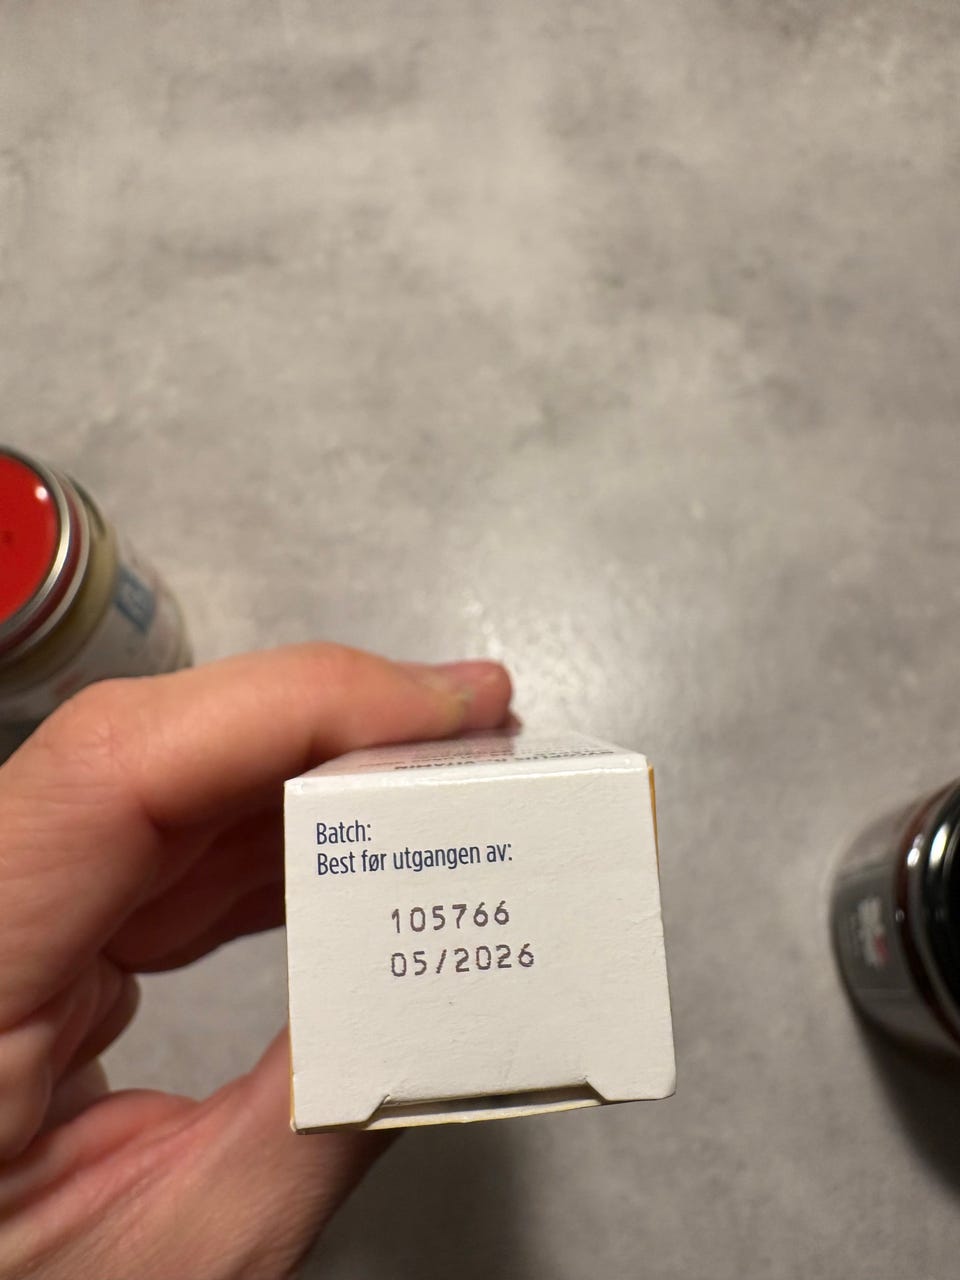 Batch:
Best før utgangen av:
105766
05/2026